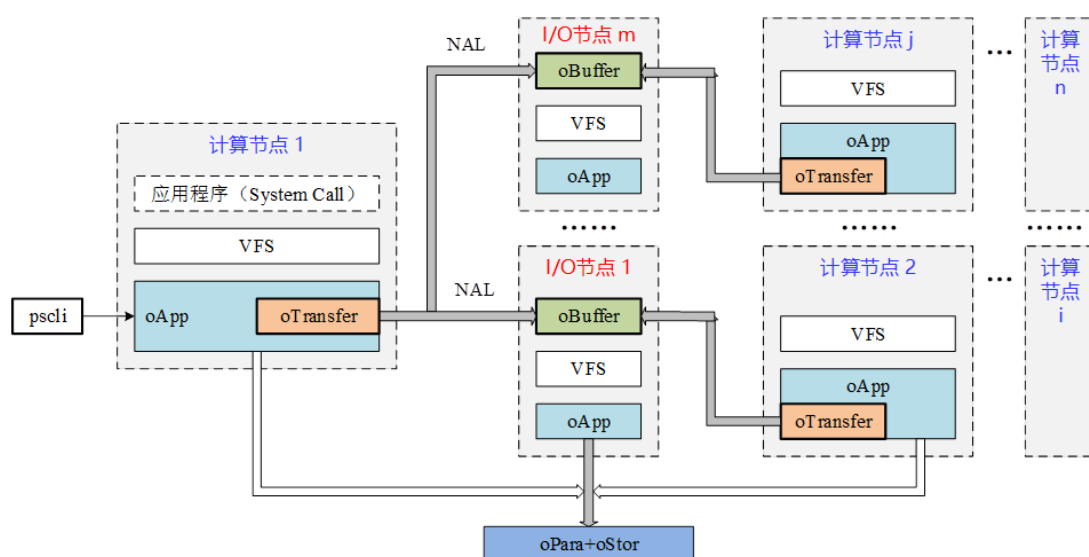 pscli
计算节点 1
应用程序（System Call）
VFS
oApp
oTransfer
NAL
NAL
I/O节点 m
oBuffer
VFS
oApp
······
I/O节点 1
oBuffer
VFS
oApp
计算节点 j
VFS
oApp
oTransfer
······
计算节点 2
VFS
oApp
oTransfer
···
计算
节点
n
······
···
计算
节点
i
oPara+oStor